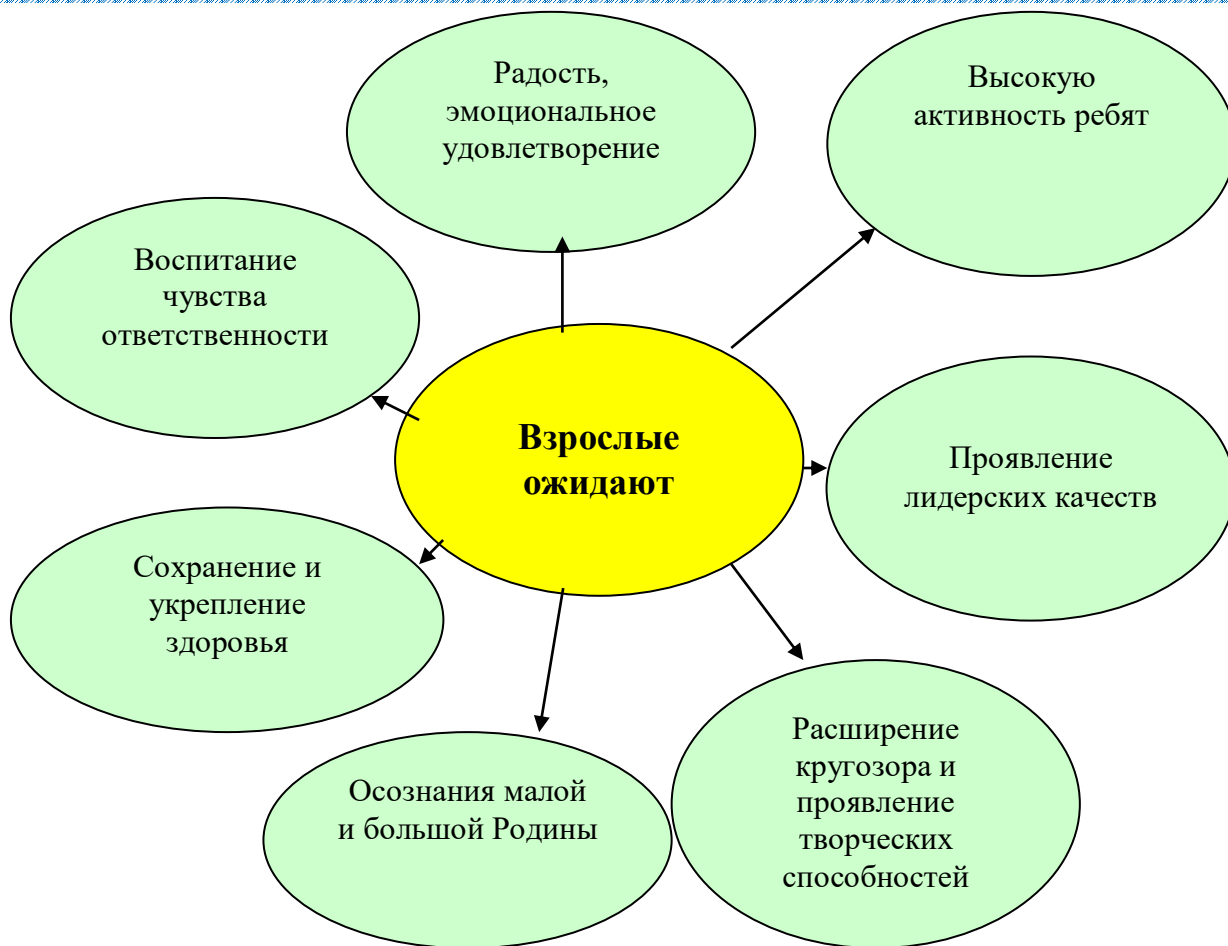 Радость,
эмоциональное
удовлетворение
Высокую
активность ребят
Воспитание
чувства
ответственности
Взрослые
ожидают
Проявление
лидерских качеств
Сохранение и
укрепление
здоровья
Осознания малой
и большой Родины
Расширение
кругозора и
проявление
творческих
способностей